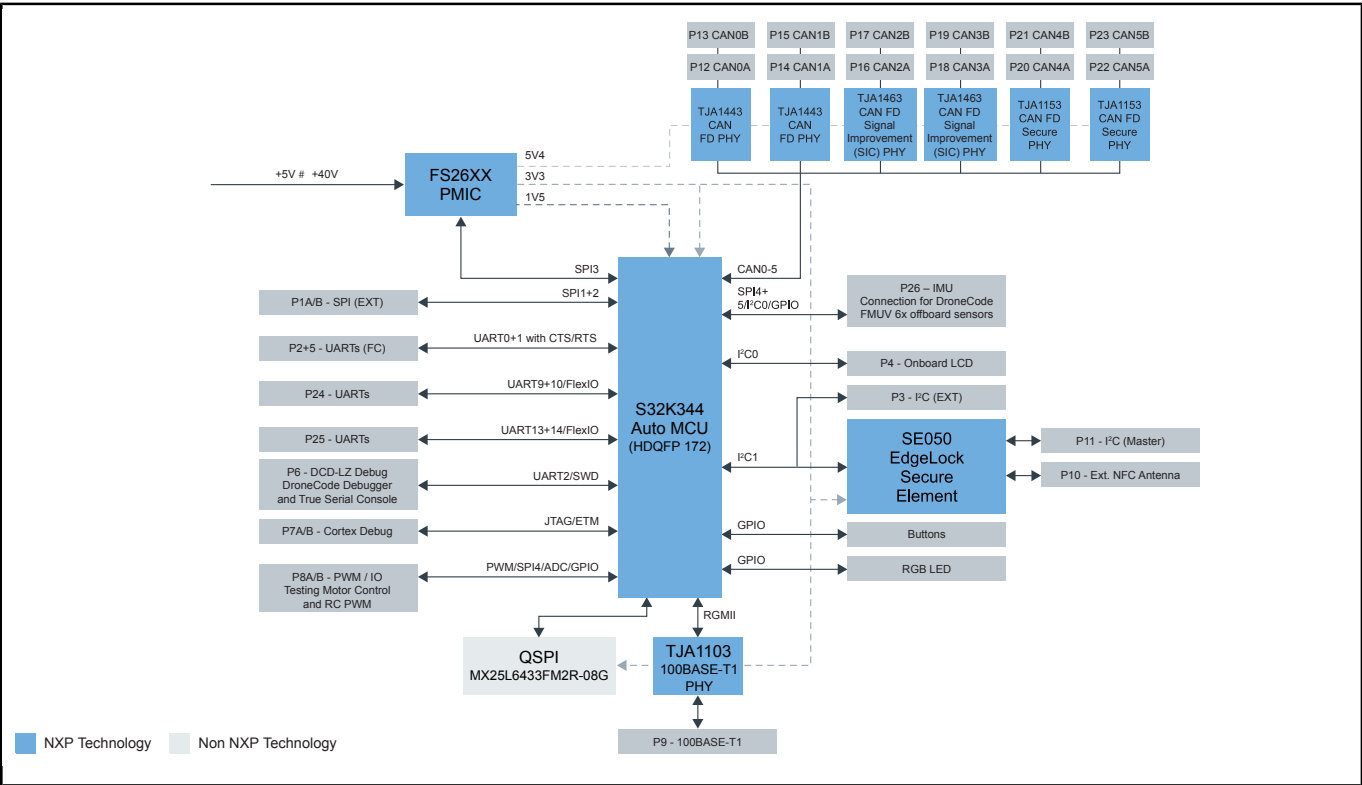 P13 CAN0B
P15 CAN1B
P17 CAN2B
P19 CAN3B
P21 CAN4B
P23 CAN5B
P12 CAN0A
P14 CAN1A
P16 CAN2A
P18 CAN3A
P20 CAN4A
P22 CAN5A
TJA1443
CAN
FD PHY
TJA1443
CAN
FD PHY
TJA1463
CAN FD
Signal
Improvement
(SIC) PHY
TJA1463
CAN FD
Signal
Improvement
(SIC) PHY
TJA1153
CAN FD
Secure
PHY
TJA1153
CAN FD
Secure
PHY
+5V # +40V
FS26XX
PMIC
5V4
3V3
1V5
SPI3
SPI1+2
UART0+1 with CTS/RTS
UART9+10/FlexIO
UART13+14/FlexIO
UART2/SWD
JTAG/ETM
PWM/SPI4/ADC/GPIO
P1A/B - SPI (EXT)
P2+5 - UARTs (FC)
P24 - UARTs
P25 - UARTs
P6 - DCD-LZ Debug
DroneCode Debugger
and True Serial Console
P7A/B - Cortex Debug
P8A/B - PWM / IO
Testing Motor Control
and RC PWM
S32K344
Auto MCU
(HDQFP 172)
CAN0-5
SPI4+
5/I²C0/GPIO
I²C0
I²C1
GPIO
GPIO
P26 – IMU
Connection for DroneCode
FMUV 6x offboard sensors
P4 - Onboard LCD
P3 - I²C (EXT)
SE050
EdgeLock
Secure
Element
P11 - I²C (Master)
P10 - Ext. NFC Antenna
Buttons
RGB LED
RGMII
QSPI
MX25L6433FM2R-08G
TJA1103
100BASE-T1
PHY
P9 - 100BASE-T1
NXP Technology
Non NXP Technology